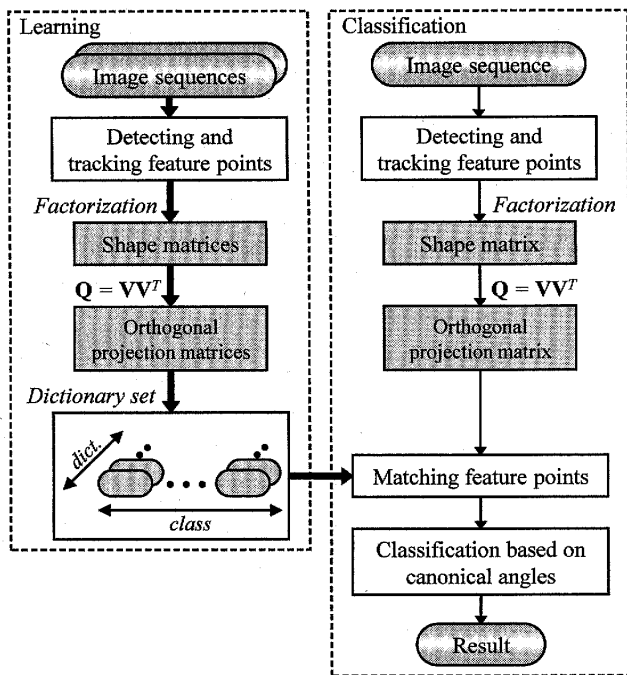 Learning
Image sequences
Detecting and
tracking feature points
Factorization
Shape matrices
Q = VVᵀ
Orthogonal
projection matrices
Dictionary set
dict.
class
Classification
Image sequence
Detecting and
tracking feature points
Factorization
Shape matrix
Q = VVᵀ
Orthogonal
projection matrix
Matching feature points
Classification based on
canonical angles
Result